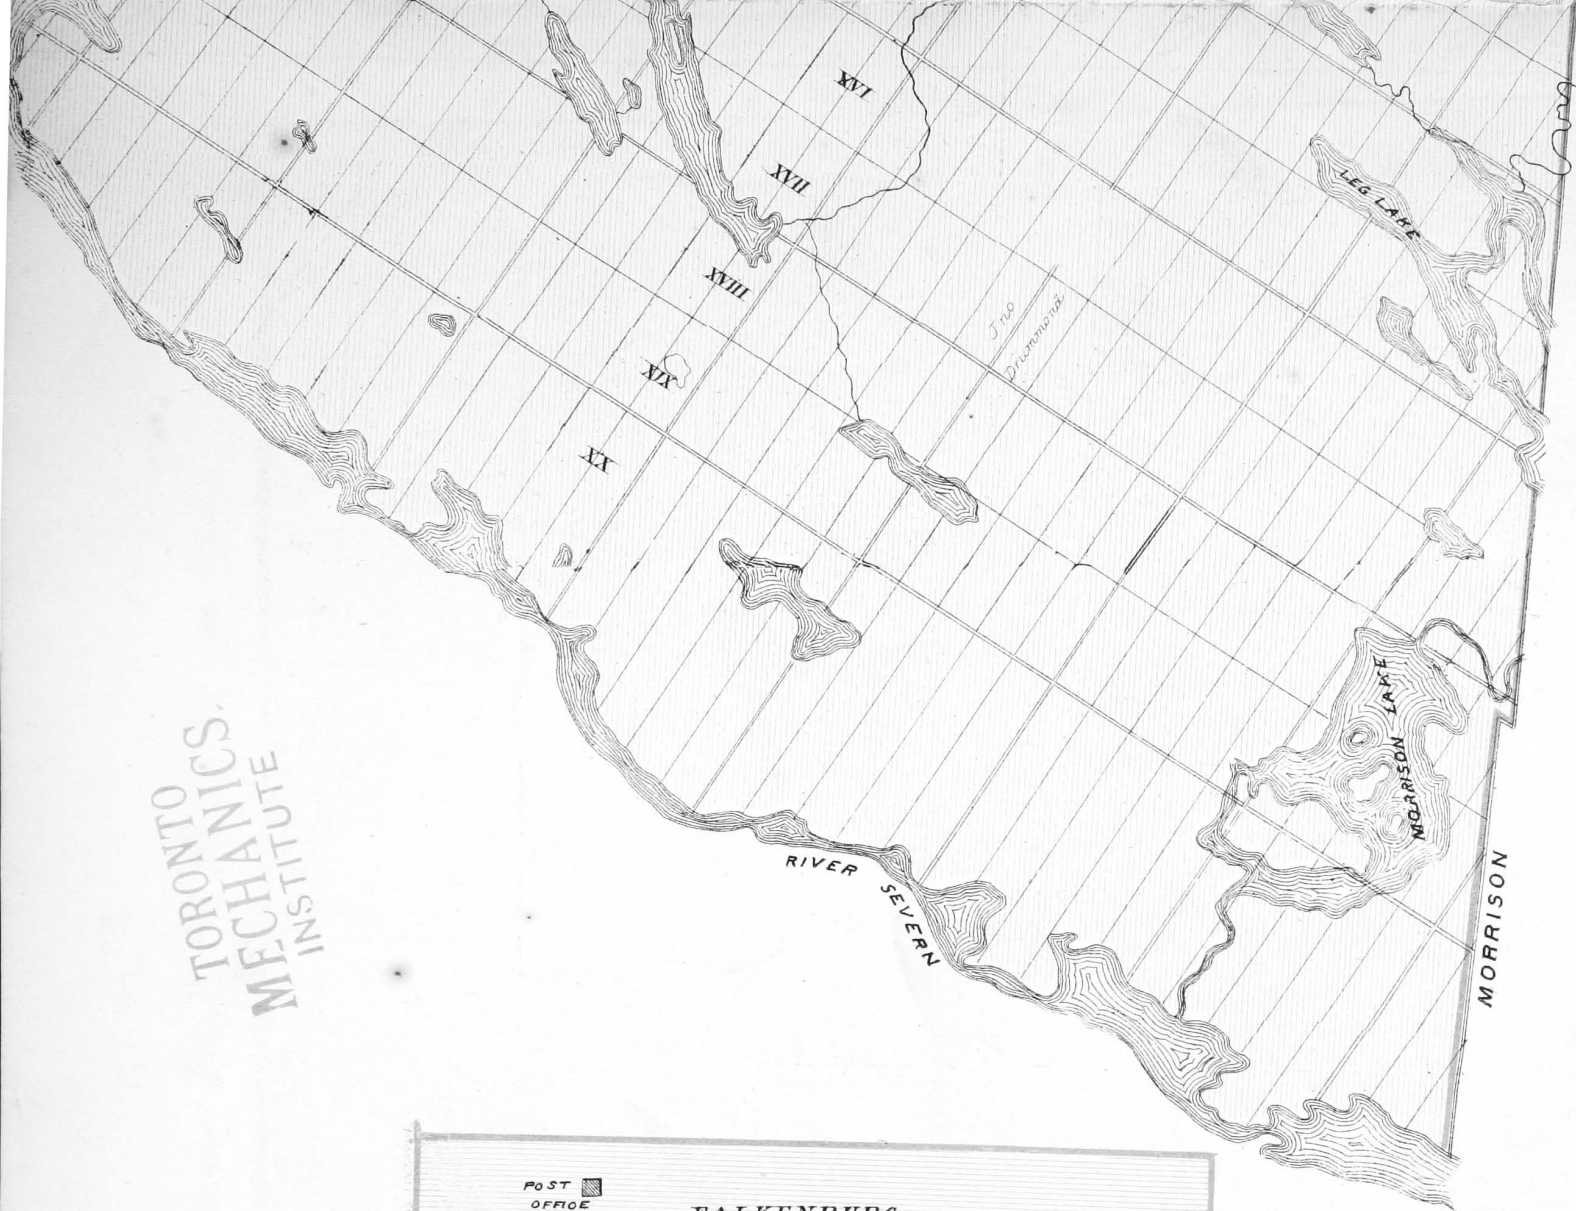 XVI
XVII
LEG LAKE
XVIII
Jno
Drummond
XIX
XX
MORRISON LAKE
TORONTO
MECHANICS
INSTITUTE
RIVER
SEVERN
MORRISON
POST
OFFICE
FALKENBURG